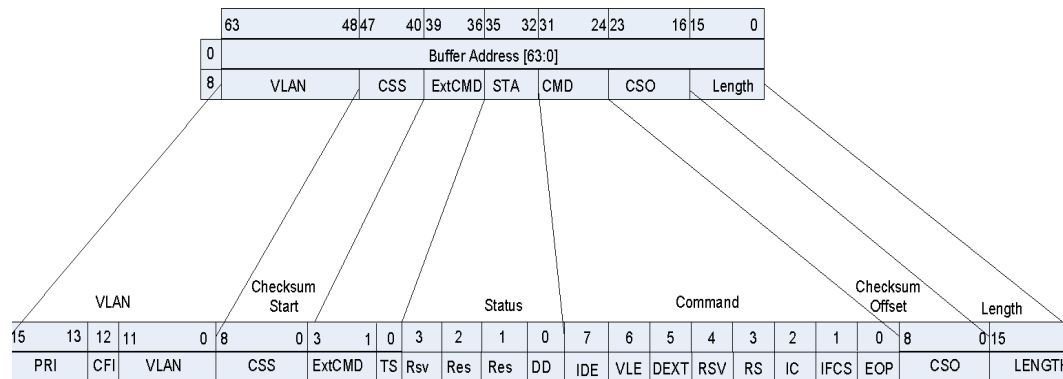 63 48 47 40 39 36 35 32 31 24 23 16 15 0
0 Buffer Address [63:0]
8 VLAN CSS ExtCMD STA CMD CSO Length
VLAN Checksum Start Status Command Checksum Offset Length
15 13 12 11 0 8 0 3 1 0 3 2 1 0 7 6 5 4 3 2 1 0 8 0 15
PRI CFI VLAN CSS ExtCMD TS Rsv Res Res DD IDE VLE DEXT RSV RS IC IFCS EOP CSO